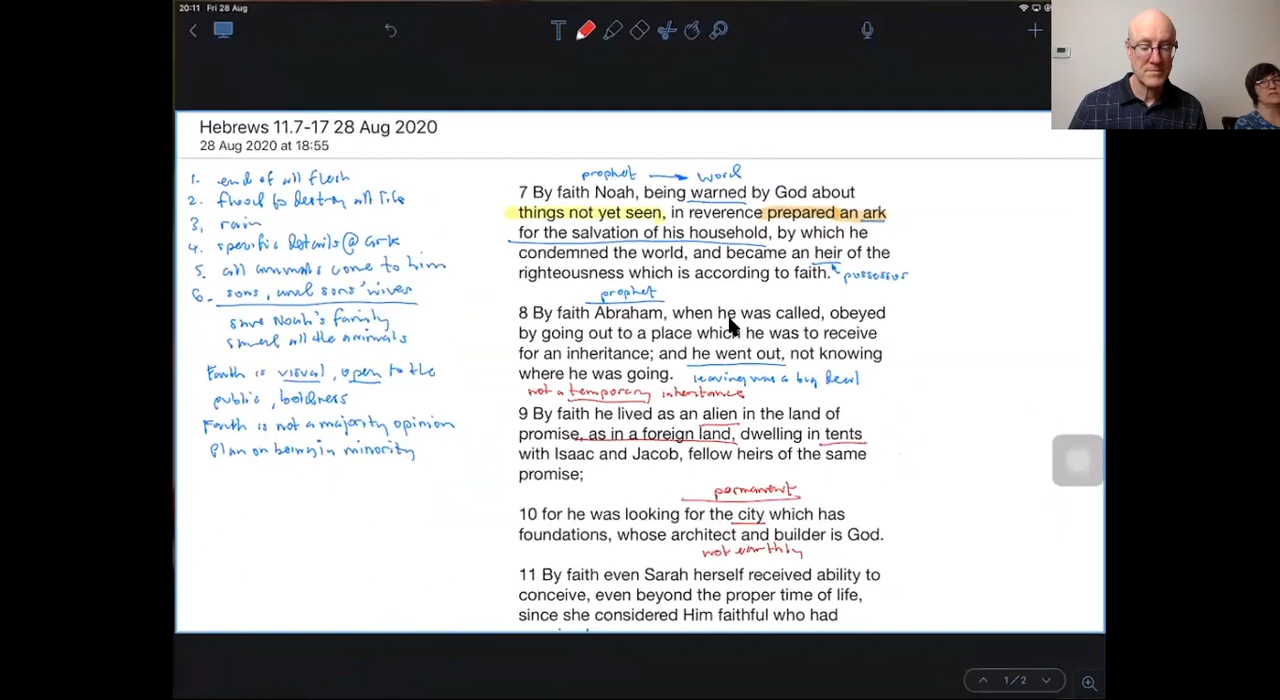 20:11 Fri 28 Aug
T
Hebrews 11.7-17 28 Aug 2020
28 Aug 2020 at 18:55
1. end of all flesh
2. flood to destroy all life
3, rain
4. specific details @ ark
5. all animals come to him
6. sons, and sons' wives
save Noah's family
save all the animals
Faith is visual, open to the
public, boldness
Faith is not a majority opinion
Plan on being in minority
prophet → word
7 By faith Noah, being warned by God about
things not yet seen, in reverence prepared an ark
for the salvation of his household, by which he
condemned the world, and became an heir of the
righteousness which is according to faith.
possessor
prophet
8 By faith Abraham, when he was called, obeyed
by going out to a place which he was to receive
for an inheritance; and he went out, not knowing
where he was going. leaving was a big deal
not a temporary inheritance
9 By faith he lived as an alien in the land of
promise, as in a foreign land, dwelling in tents
with Isaac and Jacob, fellow heirs of the same
promise;
permanent
10 for he was looking for the city which has
foundations, whose architect and builder is God.
not earthly
11 By faith even Sarah herself received ability to
conceive, even beyond the proper time of life,
since she considered Him faithful who had
1/2